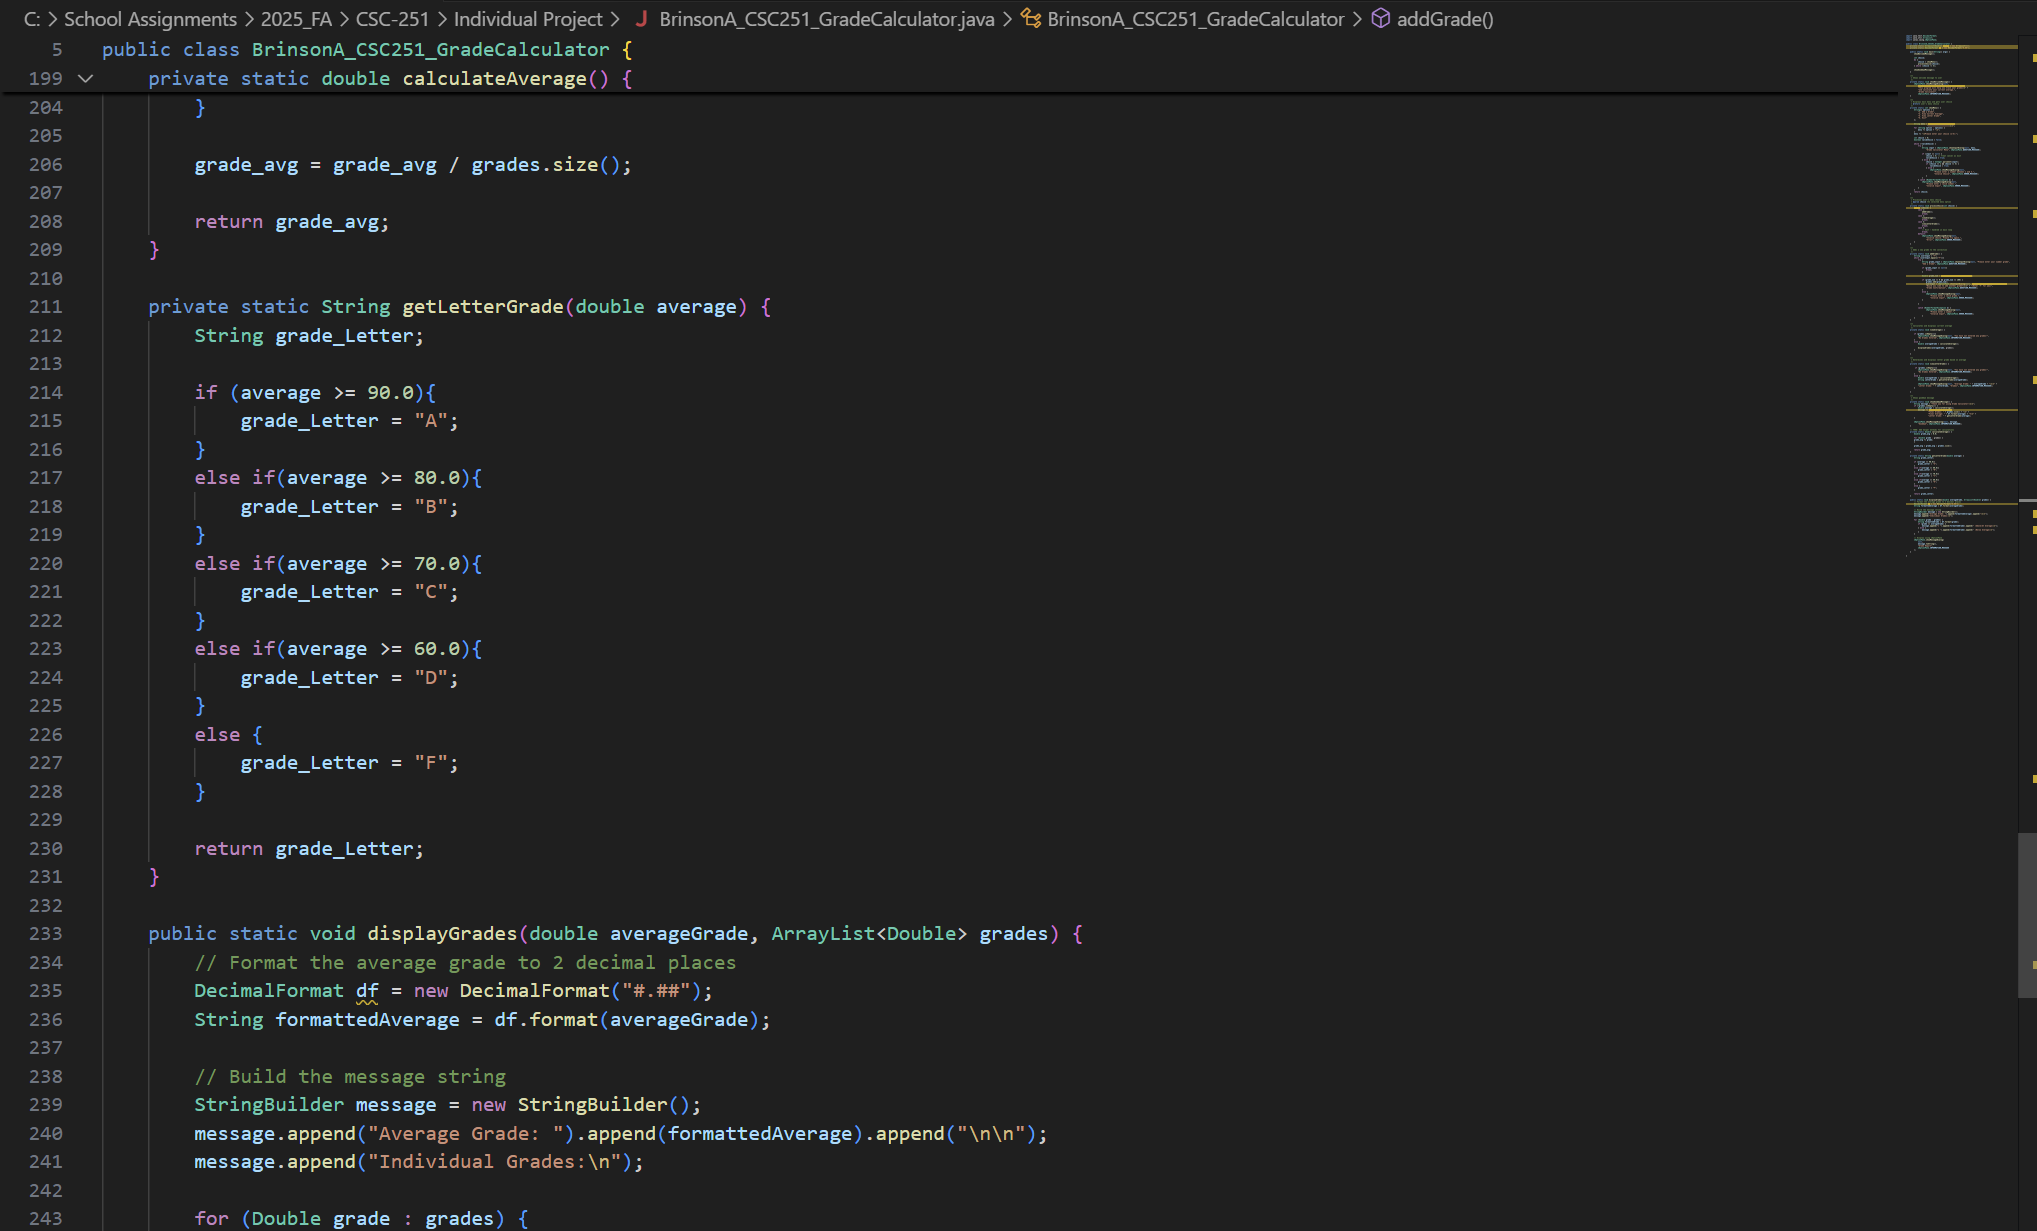 C: > School Assignments > 2025_FA > CSC-251 > Individual Project > J BrinsonA_CSC251_GradeCalculator.java > BrinsonA_CSC251_GradeCalculator > addGrade()
5 public class BrinsonA_CSC251_GradeCalculator {
199 private static double calculateAverage() {
204 }
205
206 grade_avg = grade_avg / grades.size();
207
208 return grade_avg;
209 }
210
211 private static String getLetterGrade(double average) {
212 String grade_Letter;
213
214 if (average >= 90.0){
215 grade_Letter = "A";
216 }
217 else if(average >= 80.0){
218 grade_Letter = "B";
219 }
220 else if(average >= 70.0){
221 grade_Letter = "C";
222 }
223 else if(average >= 60.0){
224 grade_Letter = "D";
225 }
226 else {
227 grade_Letter = "F";
228 }
229
230 return grade_Letter;
231 }
232
233 public static void displayGrades(double averageGrade, ArrayList<Double> grades) {
234 // Format the average grade to 2 decimal places
235 DecimalFormat df = new DecimalFormat("#.##");
236 String formattedAverage = df.format(averageGrade);
237
238 // Build the message string
239 StringBuilder message = new StringBuilder();
240 message.append("Average Grade: ").append(formattedAverage).append("\n\n");
241 message.append("Individual Grades:\n");
242
243 for (Double grade : grades) {